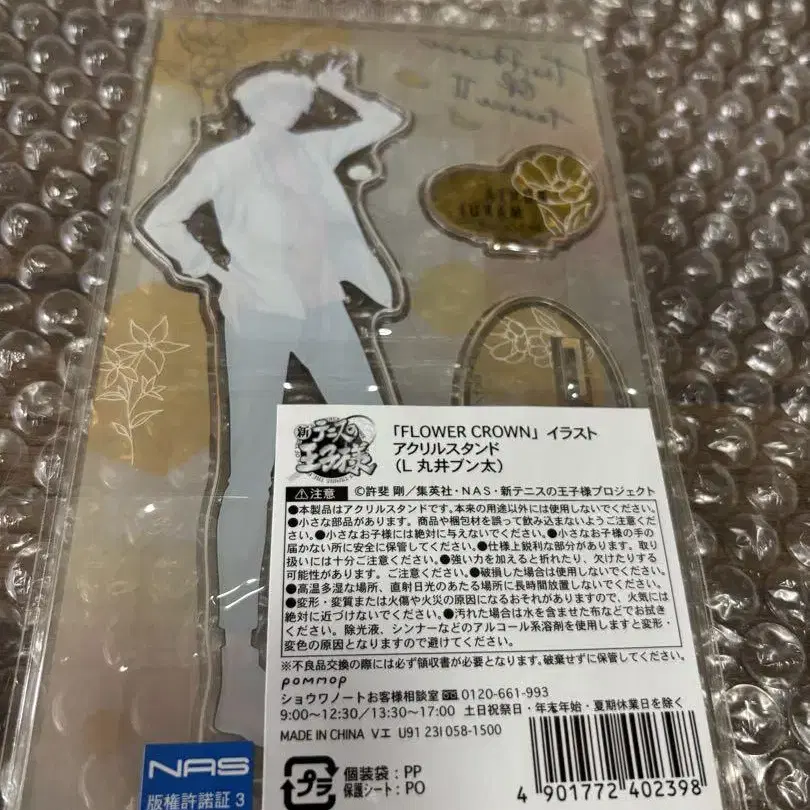 新テニスの
王子様
「FLOWER CROWN」イラスト
アクリルスタンド
（L 丸井ブン太）
⚠注意 ©許斐 剛／集英社・NAS・新テニスの王子様プロジェクト
●本製品はアクリルスタンドです。本来の用途以外には使用しないでください。
●小さな部品があります。商品や梱包材を誤って飲み込まないようご注意くだ
さい。●小さなお子様には絶対に与えないでください。●小さなお子様の手の
届かない所に安全に保管してください。●仕様上鋭利な部分があります。取り
扱いには十分ご注意ください。●強い力を加えると折れたり、欠けたりする
可能性があります。ご注意ください。●破損した場合は使用しないでください。
●高温多湿な場所、直射日光のあたる場所に長時間放置しないでください。
●変形・変質または火傷や火災の原因になるおそれがありますので、火気には
絶対に近づけないでください。●汚れた場合は水を含ませた布などでお拭き
ください。除光液、シンナーなどのアルコール系溶剤を使用しますと変形・
変色の原因となりますので避けてください。
※不良品交換の際には必ず領収書が必要となります。破棄せずに保管してください。
POMMOP
ショウワノートお客様相談室 0120-661-993
9:00～12:30／13:30～17:00 土日祝祭日・年末年始・夏期休業日を除く
MADE IN CHINA Vエ U91 23I 058-1500
プラ
個装袋：PP
保護シート：PO
4 901772 402398
NAS
版権許諾証 3